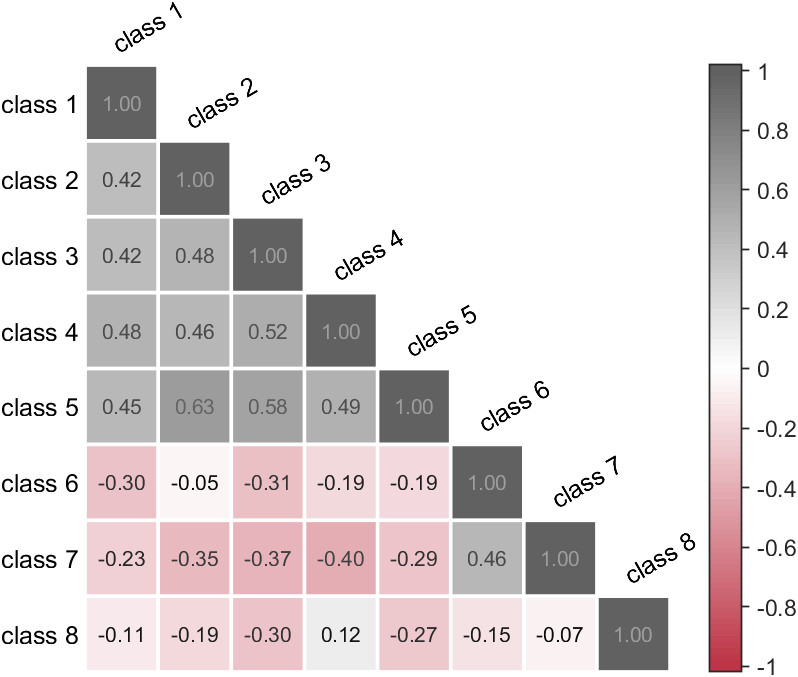 class 1
class 1 1.00
class 2
class 2 0.42 1.00
class 3
class 3 0.42 0.48 1.00
class 4
class 4 0.48 0.46 0.52 1.00
class 5
class 5 0.45 0.63 0.58 0.49 1.00
class 6
class 6 -0.30 -0.05 -0.31 -0.19 -0.19 1.00
class 7
class 7 -0.23 -0.35 -0.37 -0.40 -0.29 0.46 1.00
class 8
class 8 -0.11 -0.19 -0.30 0.12 -0.27 -0.15 -0.07 1.00
1
0.8
0.6
0.4
0.2
0
-0.2
-0.4
-0.6
-0.8
-1